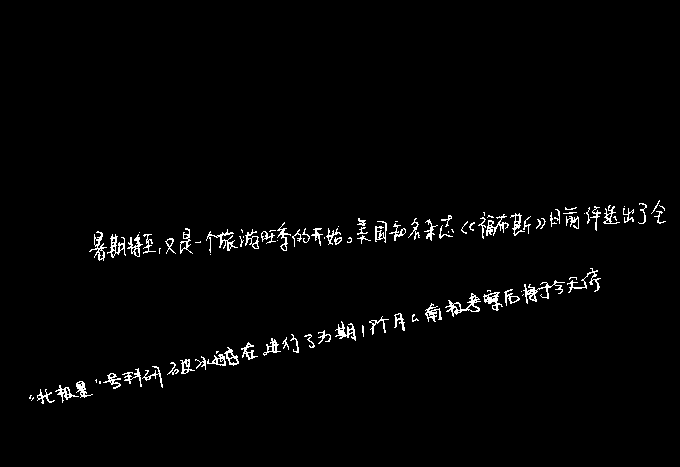 暑期将至,又是一个旅游旺季的开始。美国知名杂志《福布斯》日前评选出了全
“北极星”号科研破冰船在进行了为期17个月的南极考察后将于今天停